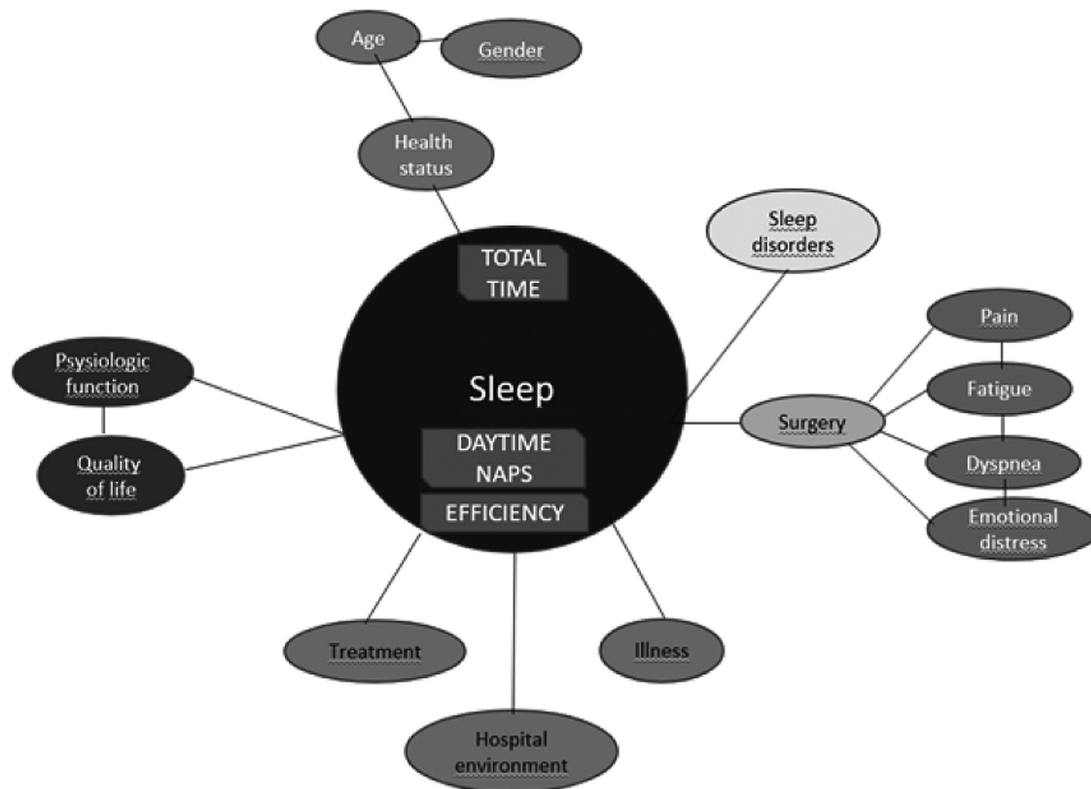 Age
Gender
Health
status
TOTAL
TIME
Sleep
disorders
Pain
Psysiologic
function
Sleep
Fatigue
Surgery
DAYTIME
NAPS
Quality
of life
Dyspnea
EFFICIENCY
Emotional
distress
Treatment
Illness
Hospital
environment